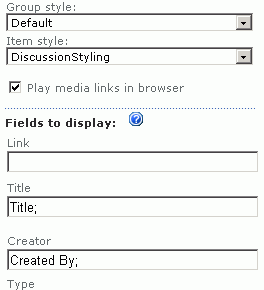 Group style:
Default
Item style:
DiscussionStyling
Play media links in browser
Fields to display:
Link
Title
Title;
Creator
Created By;
Type